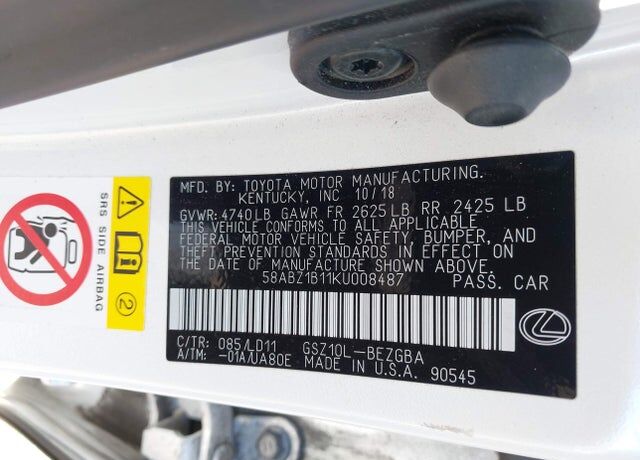 MFD. BY: TOYOTA MOTOR MANUFACTURING.
KENTUCKY, INC 10/18
GVWR: 4740LB GAWR FR 2625LB RR 2425 LB
THIS VEHICLE CONFORMS TO ALL APPLICABLE
FEDERAL MOTOR VEHICLE SAFETY, BUMPER, AND
THEFT PREVENTION STANDARDS IN EFFECT ON
THE DATE OF MANUFACTURE SHOWN ABOVE.
58ABZ1B11KU008487 PASS. CAR
C/TR: 085/LD11 GSZ10L-BEZGBA
A/TM: -01A/UA80E MADE IN U.S.A. 90545
SRS SIDE AIRBAG
2